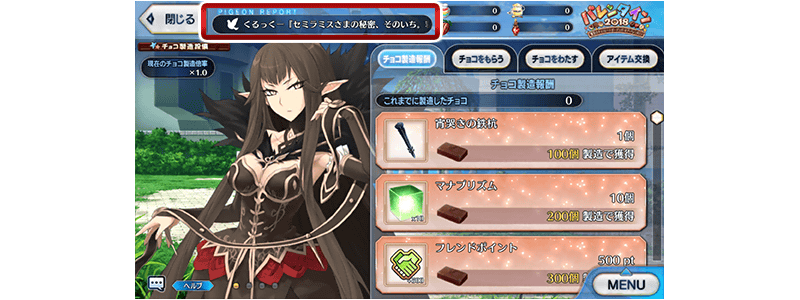 閉じる
PIGEON REPORT
くるっくー『セミラミスさまの秘密、そのいち。
0
0
0
0
バレンタイン
2018
チョコ製造設備
現在のチョコ製造倍率
×1.0
チョコ製造報酬
チョコをもらう
チョコをわたす
アイテム交換
チョコ製造報酬
これまでに製造したチョコ 0
宵哭きの鉄杭
1個
100個 製造で獲得
マナプリズム
10個
x10
200個 製造で獲得
フレンドポイント
500 pt
300個
ヘルプ
MENU